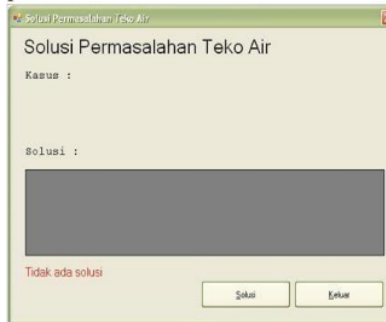 Solusi Permasalahan Teko Air
Solusi Permasalahan Teko Air
Kasus :
Solusi :
Tidak ada solusi
Solusi
Keluar